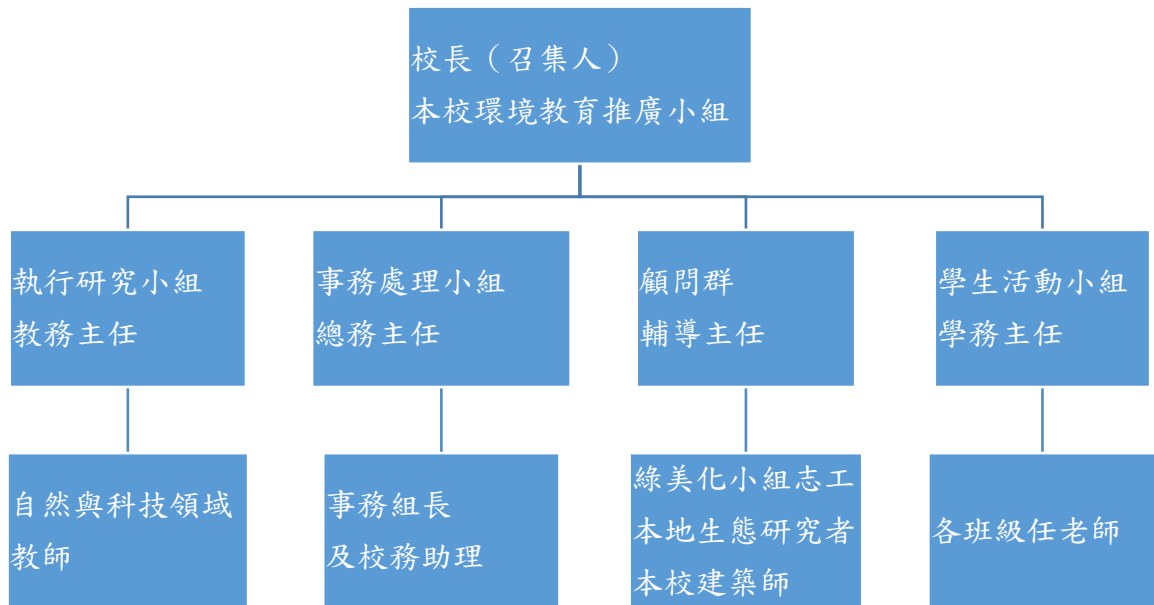 校長（召集人）
本校環境教育推廣小組
執行研究小組
教務主任
事務處理小組
總務主任
顧問群
輔導主任
學生活動小組
學務主任
自然與科技領域
教師
事務組長
及校務助理
綠美化小組志工
本地生態研究者
本校建築師
各班級任老師